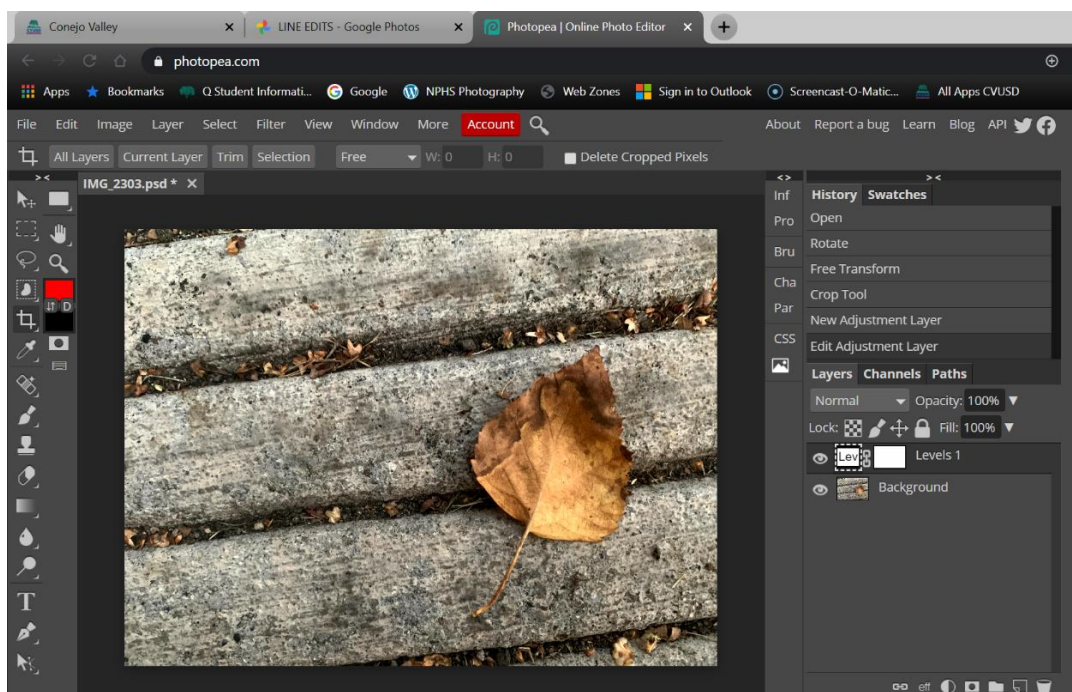 Conejo Valley × LINE EDITS - Google Photos × Photopea | Online Photo Editor × +
photopea.com
Apps Bookmarks Q Student Informati... Google NPHS Photography Web Zones Sign in to Outlook Screencast-O-Matic... All Apps CVUSD
File Edit Image Layer Select Filter View Window More Account About Report a bug Learn Blog API
All Layers Current Layer Trim Selection Free W: 0 H: 0 Delete Cropped Pixels
> < < > > <
IMG_2303.psd * ×
Inf
Pro
Bru
Cha
Par
CSS
D
T
History Swatches
Open
Rotate
Free Transform
Crop Tool
New Adjustment Layer
Edit Adjustment Layer
Layers Channels Paths
Normal Opacity: 100% ▼
Lock: Fill: 100% ▼
Lev Levels 1
Background
eff